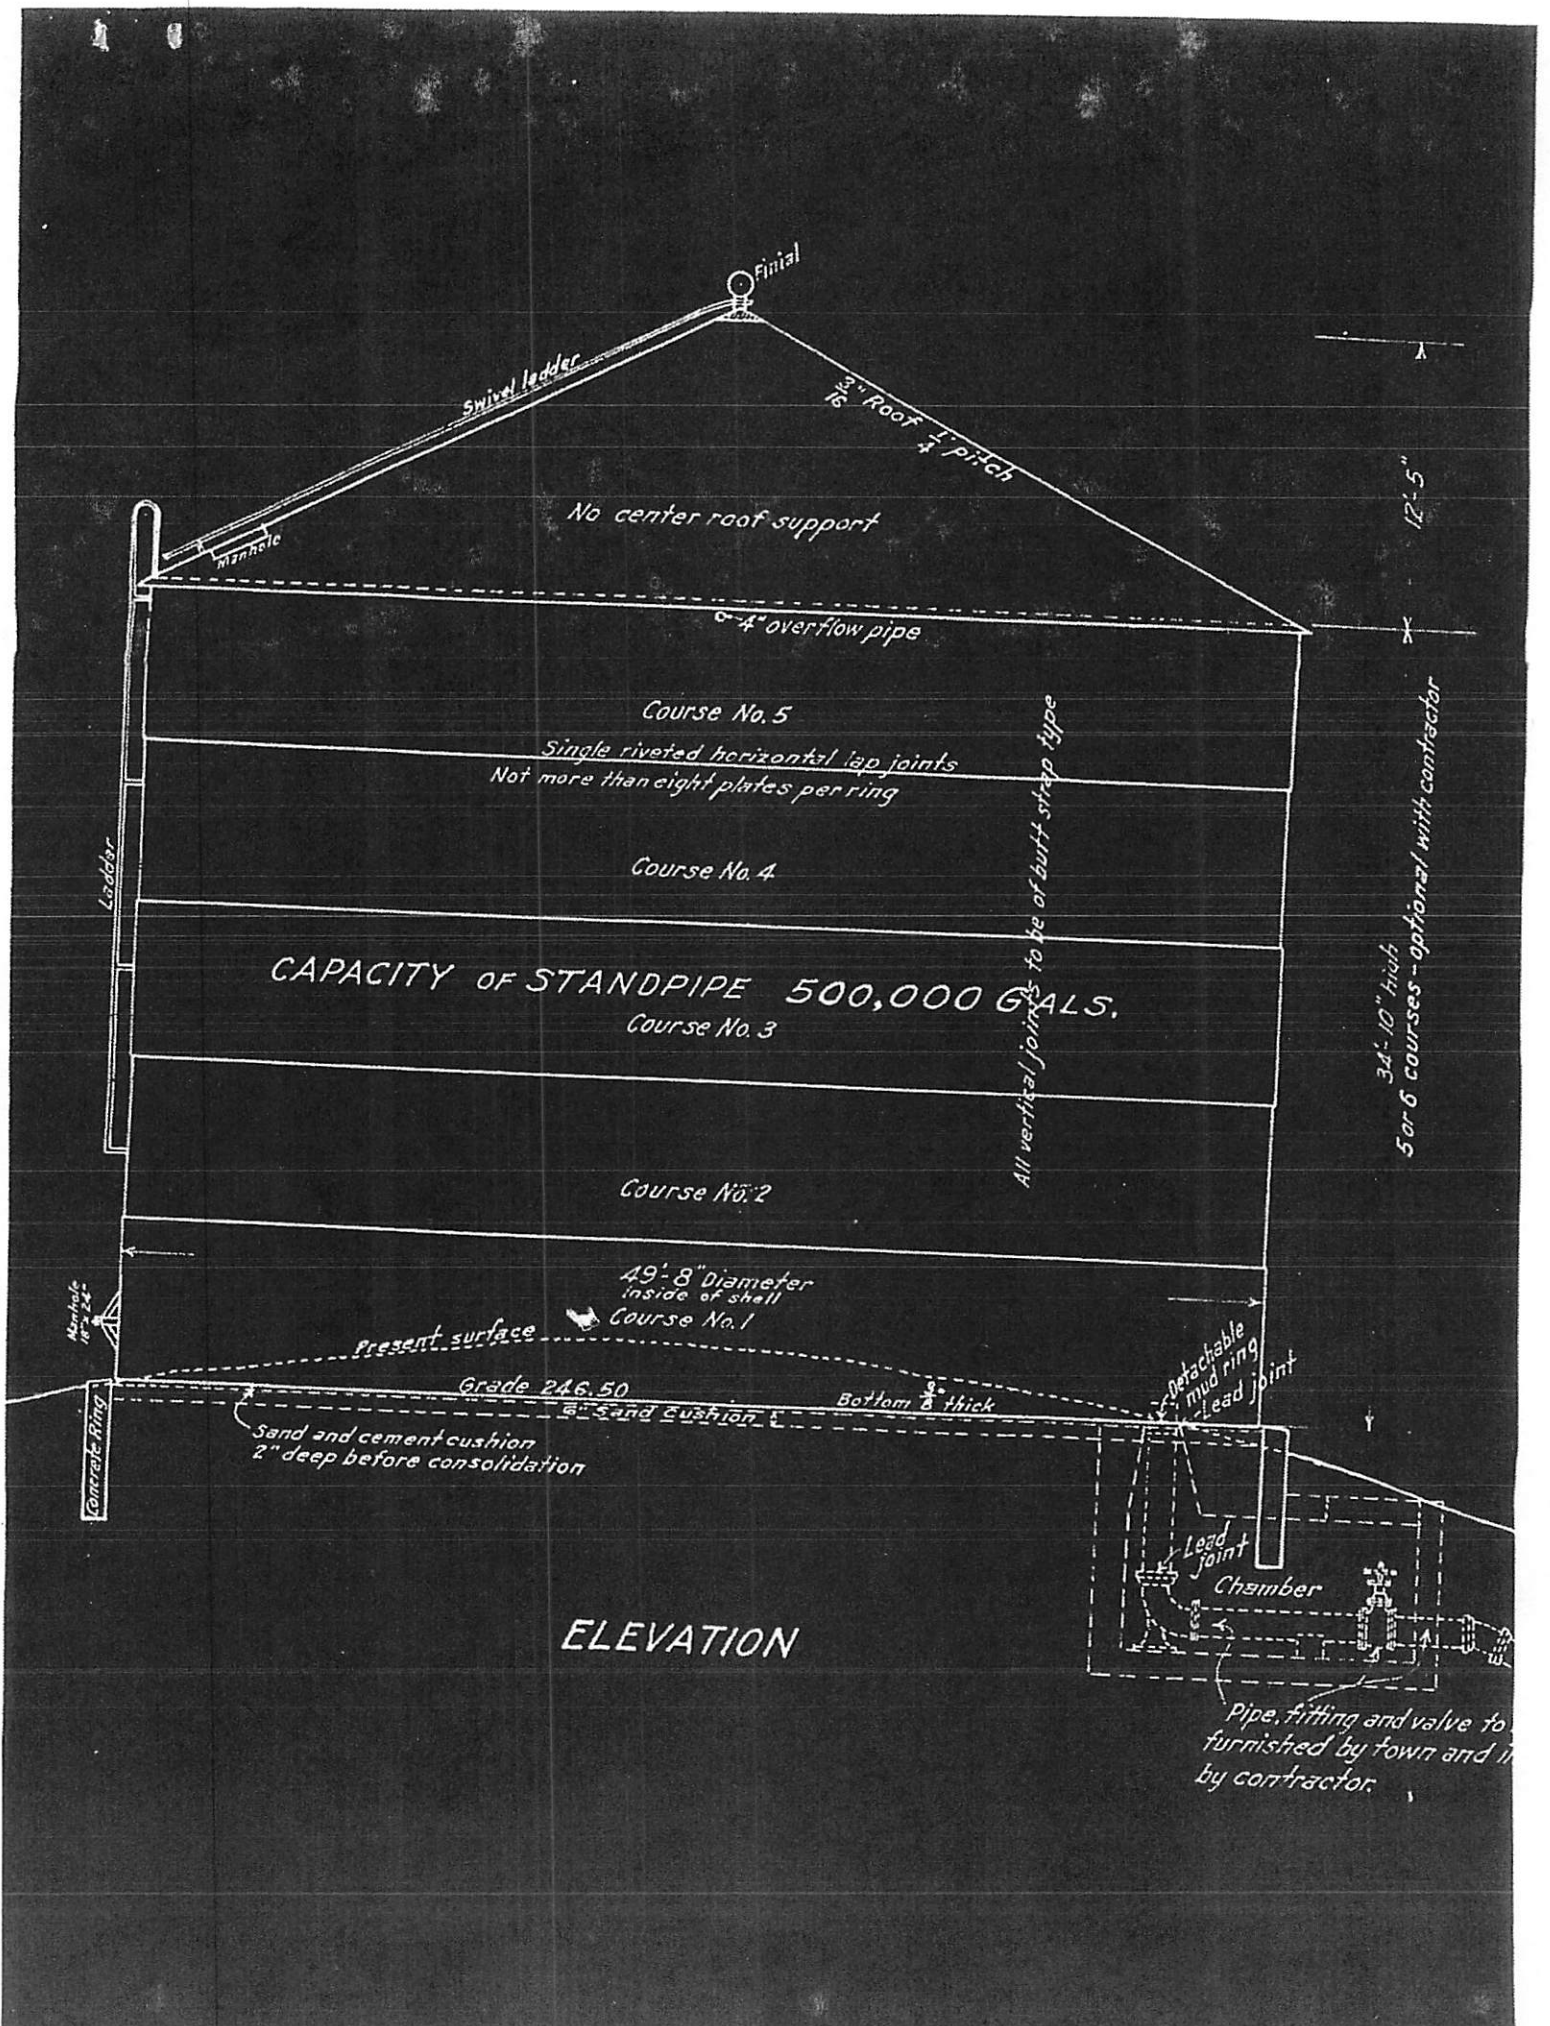 Finial
Swivel ladder
3/16" Roof 1/4 pitch
12'-5"
No center roof support
Manhole
4" overflow pipe
Course No. 5
Single riveted horizontal lap joints
Not more than eight plates per ring
All vertical joints to be of butt strap type
34'-10" high
5 or 6 courses - optional with contractor
Ladder
Course No. 4
CAPACITY OF STANDPIPE 500,000 GALS.
Course No. 3
Course No. 2
49'-8" Diameter
inside of shell
Course No. 1
Manhole
18" x 24"
Present surface
Detachable
mud ring
Lead joint
Grade 246.50
Bottom 3/8" thick
6" Sand Cushion
Sand and cement cushion
2" deep before consolidation
Concrete Ring
Lead
joint
Chamber
ELEVATION
Pipe, fitting and valve to
furnished by town and
by contractor.